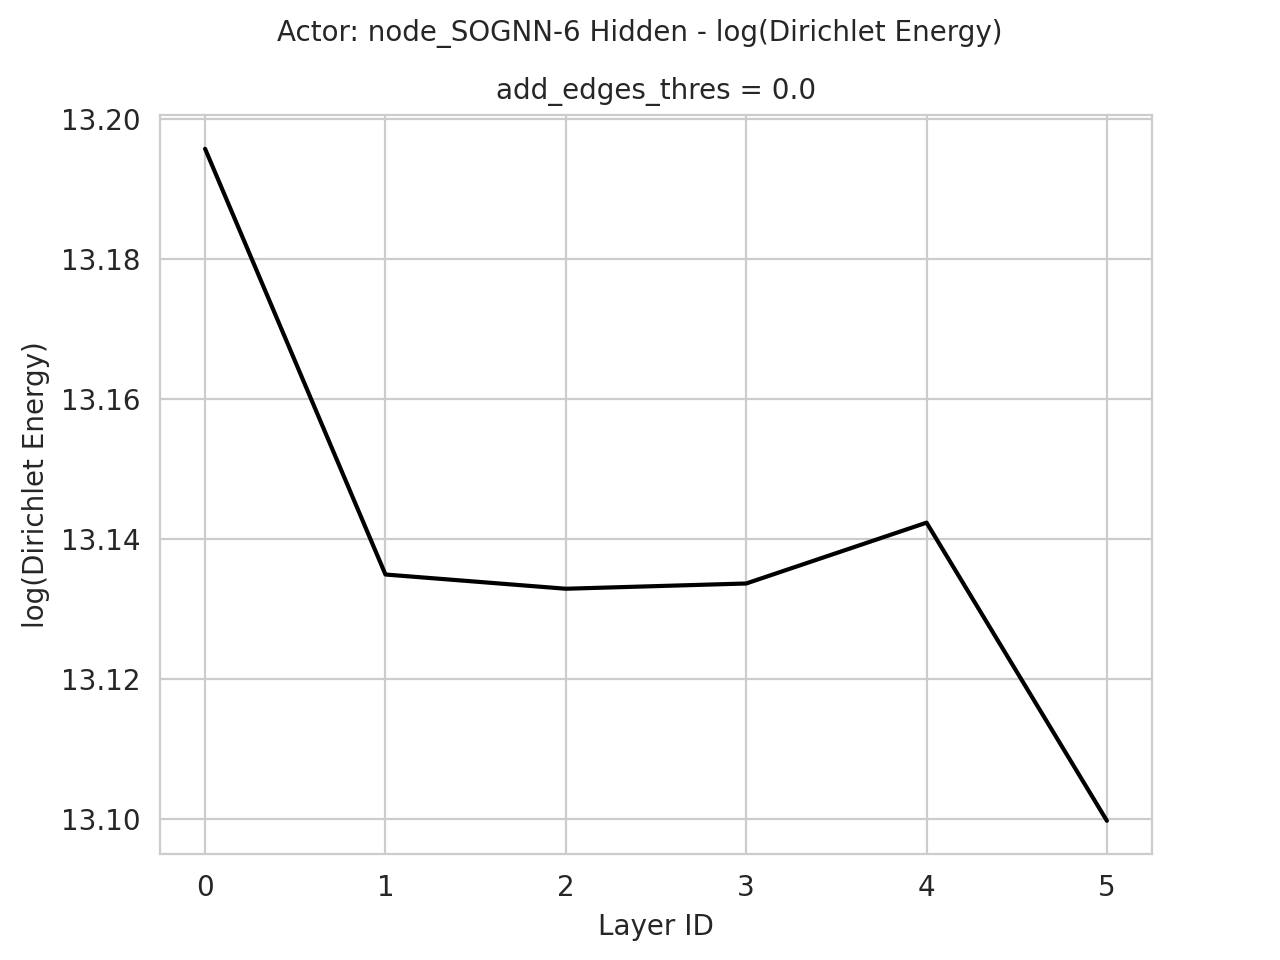 Actor: node_SOGNN-6 Hidden - log(Dirichlet Energy)
add_edges_thres = 0.0
13.20
13.18
13.16
13.14
13.12
13.10
log(Dirichlet Energy)
0 1 2 3 4 5
Layer ID